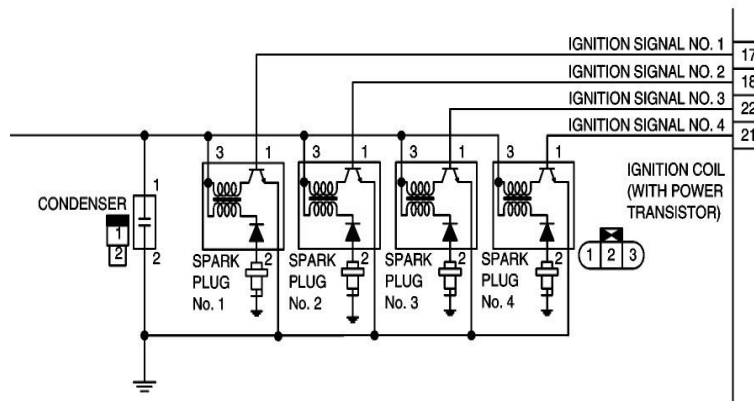 IGNITION SIGNAL NO. 1
17
IGNITION SIGNAL NO. 2
18
IGNITION SIGNAL NO. 3
22
IGNITION SIGNAL NO. 4
21
3 1 3 1 3 1 3 1
IGNITION COIL
(WITH POWER
TRANSISTOR)
1
CONDENSER
1
2
2
2 2 2 2
1 2 3
SPARK
PLUG
No. 1
SPARK
PLUG
No. 2
SPARK
PLUG
No. 3
SPARK
PLUG
No. 4